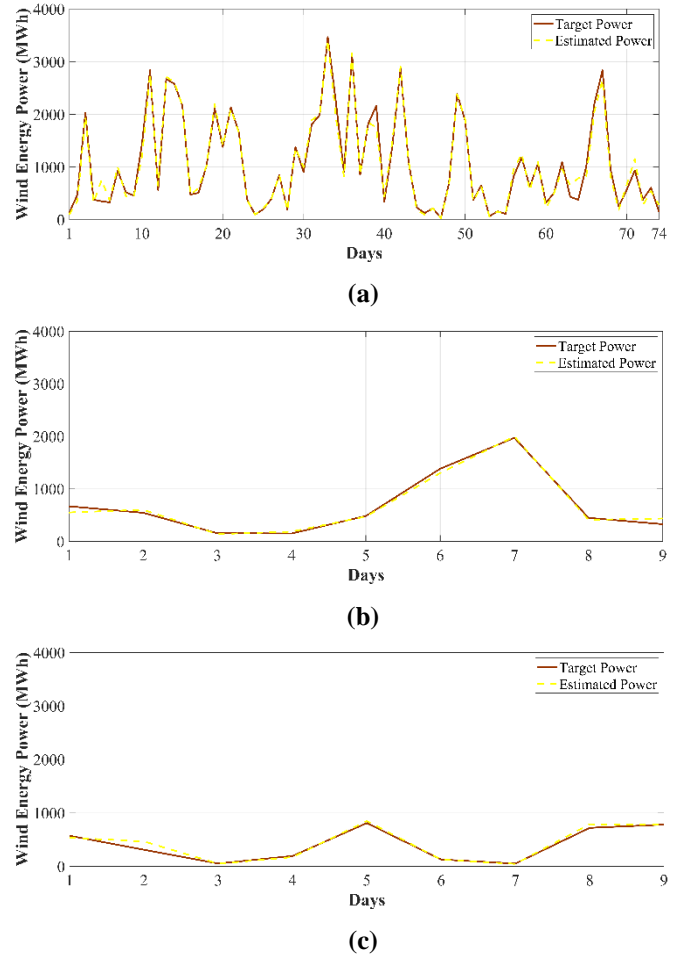 4000
3000
2000
1000
0
Wind Energy Power (MWh)
Target Power
Estimated Power
1 10 20 30 40 50 60 70 74
Days
(a)
4000
3000
2000
1000
0
Wind Energy Power (MWh)
Target Power
Estimated Power
1 2 3 4 5 6 7 8 9
Days
(b)
4000
3000
2000
1000
0
Wind Energy Power (MWh)
Target Power
Estimated Power
1 2 3 4 5 6 7 8 9
Days
(c)